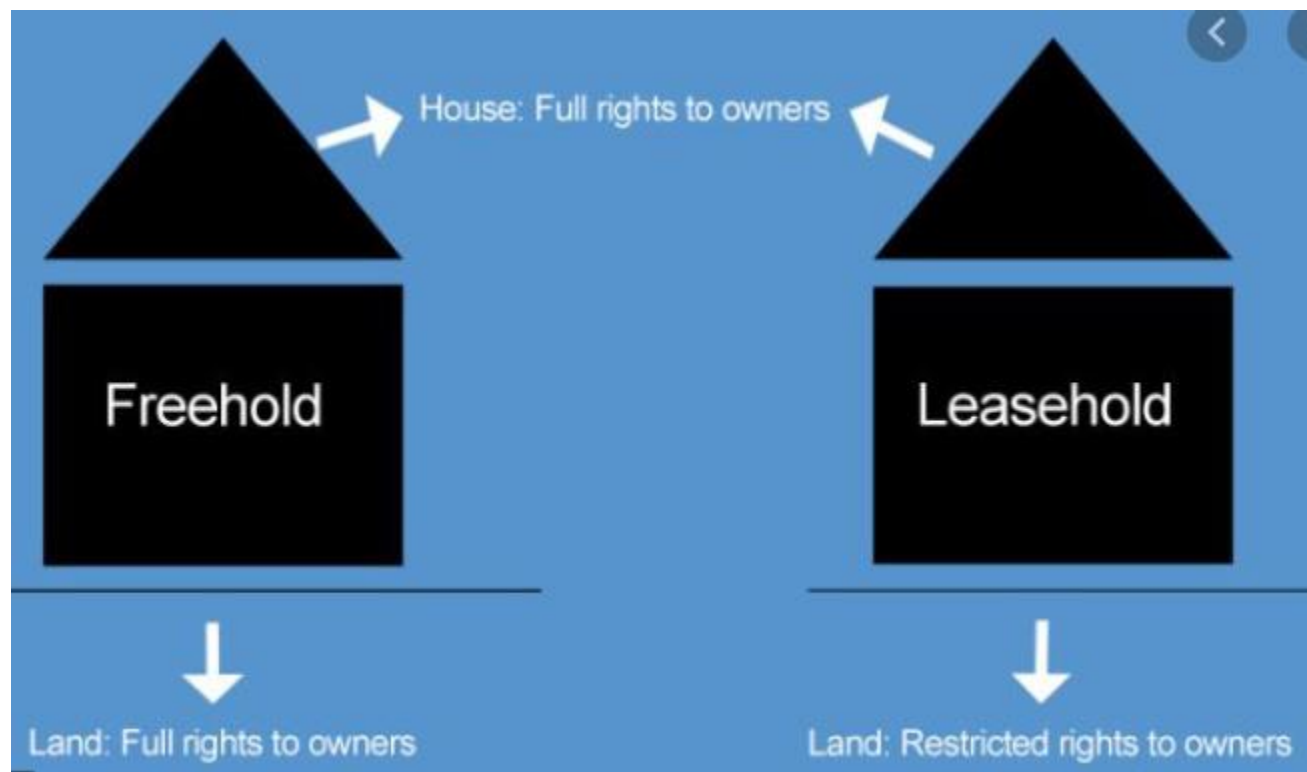 House: Full rights to owners
Freehold
Leasehold
Land: Full rights to owners
Land: Restricted rights to owners